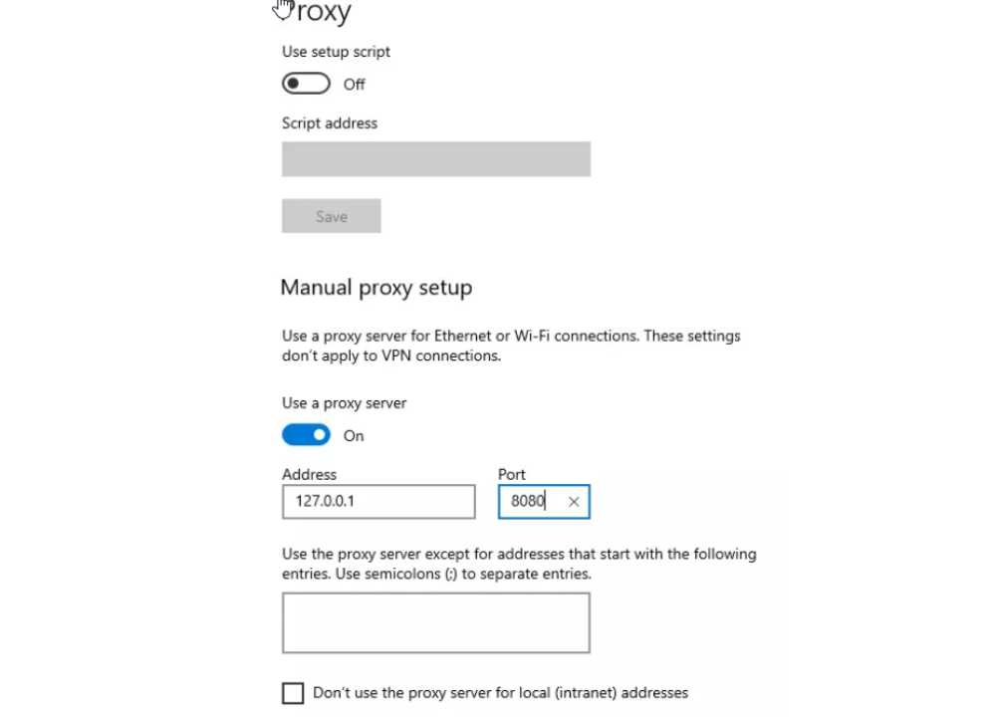 Proxy
Use setup script
Off
Script address
Save
Manual proxy setup
Use a proxy server for Ethernet or Wi-Fi connections. These settings
don't apply to VPN connections.
Use a proxy server
On
Address Port
127.0.0.1 8080
Use the proxy server except for addresses that start with the following
entries. Use semicolons (;) to separate entries.
Don't use the proxy server for local (intranet) addresses